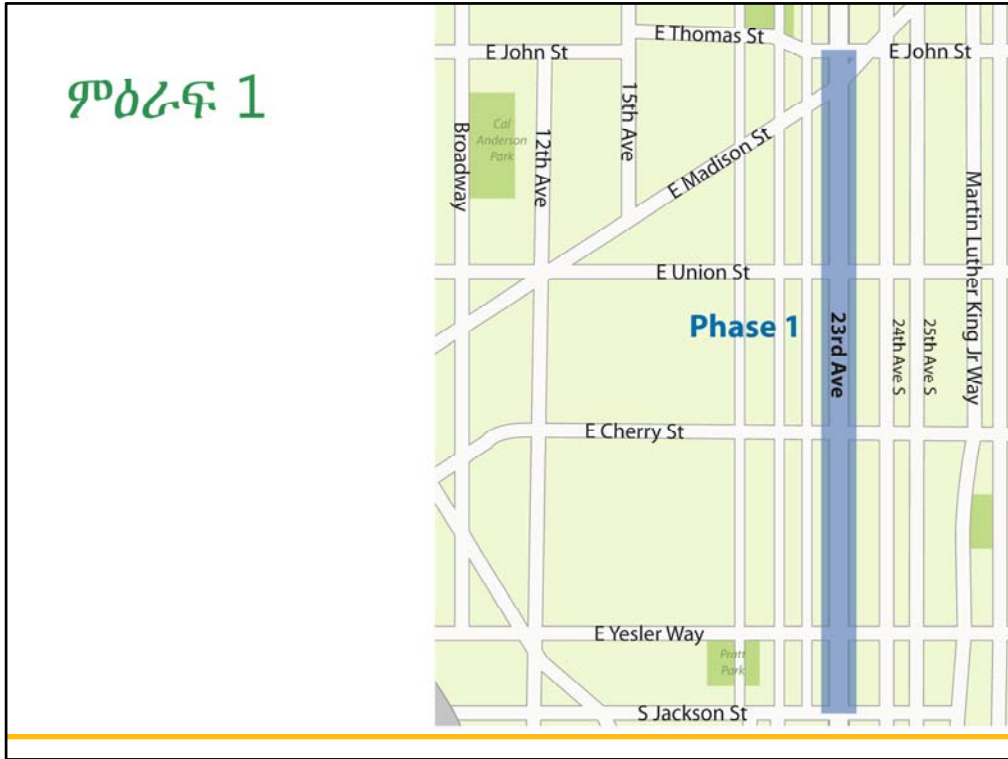 ምዕራፍ 1
E Thomas St
E John St
E John St
Cal
Anderson
Park
Broadway
12th Ave
15th Ave
E Madison St
Martin Luther King Jr Way
E Union St
Phase 1
23rd Ave
24th Ave S
25th Ave S
E Cherry St
E Yesler Way
Pratt
Park
S Jackson St